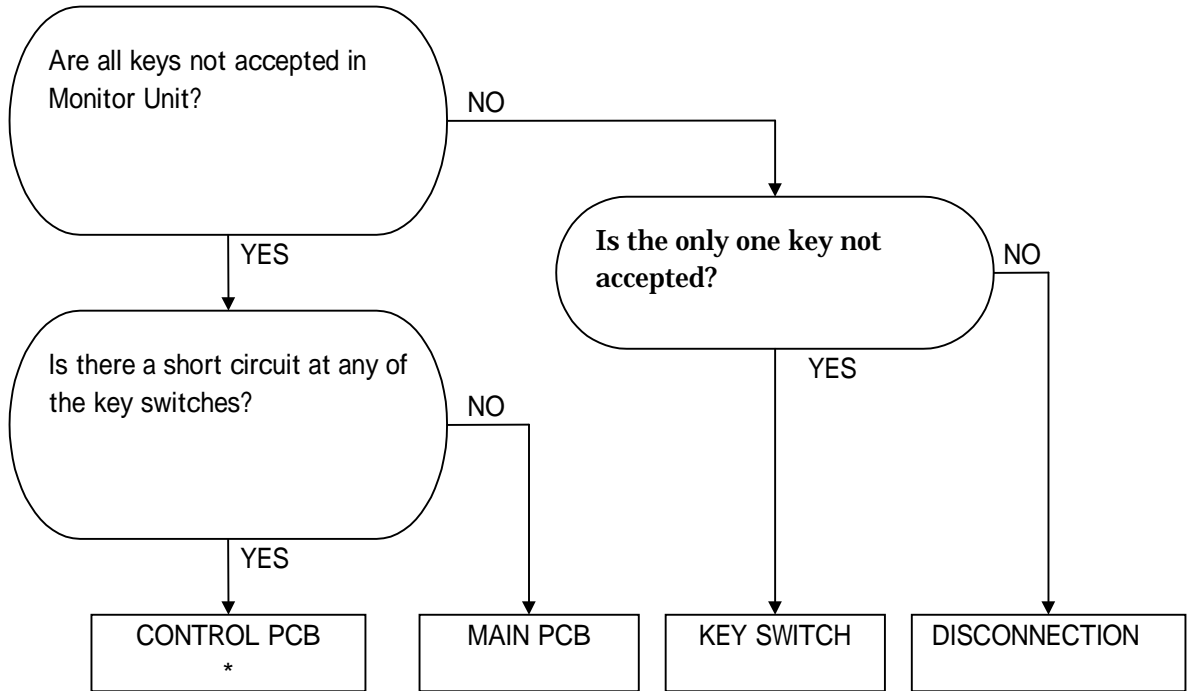 Are all keys not accepted in
Monitor Unit?
NO
YES
Is the only one key not
accepted?
NO
YES
Is there a short circuit at any of
the key switches?
NO
YES
CONTROL PCB
*
MAIN PCB
KEY SWITCH
DISCONNECTION